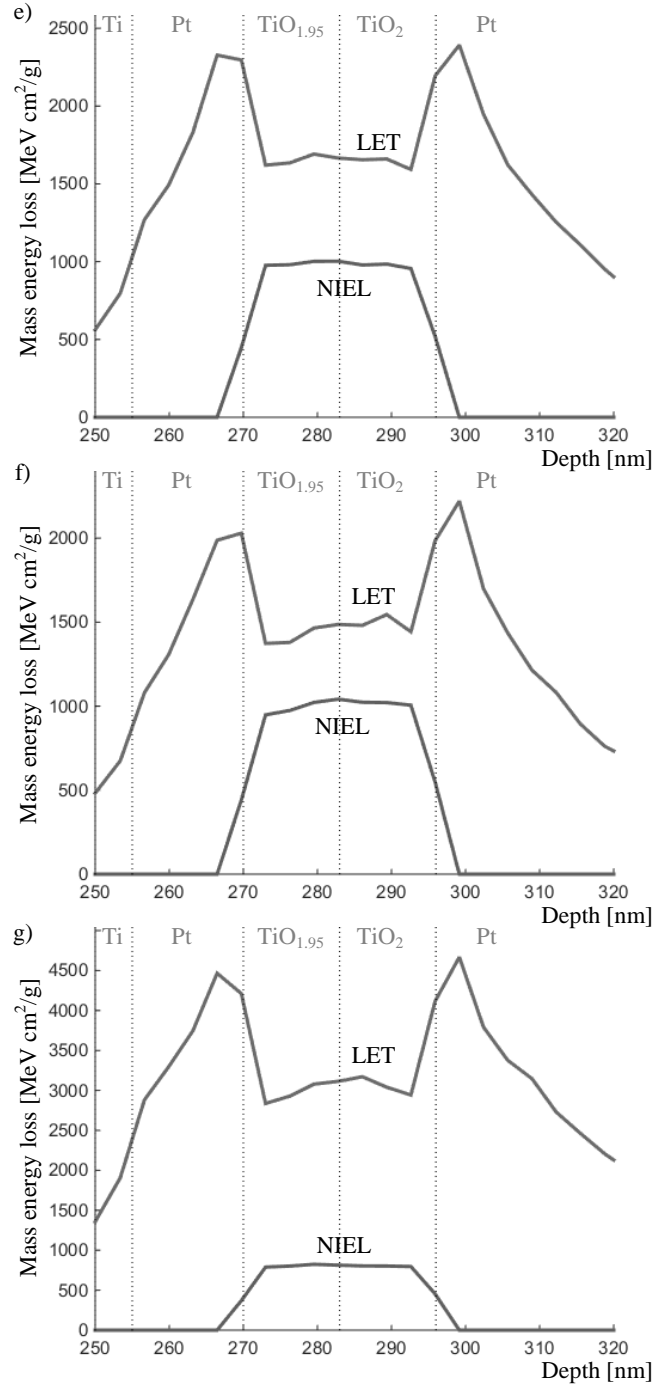 e)
Ti Pt TiO1.95 TiO2 Pt
2500
2000
1500
1000
500
0
Mass energy loss [MeV cm²/g]
LET
NIEL
250 260 270 280 290 300 310 320
Depth [nm]
f)
Ti Pt TiO1.95 TiO2 Pt
2000
1500
1000
500
0
Mass energy loss [MeV cm²/g]
LET
NIEL
250 260 270 280 290 300 310 320
Depth [nm]
g)
Ti Pt TiO1.95 TiO2 Pt
4500
4000
3500
3000
2500
2000
1500
1000
500
0
Mass energy loss [MeV cm²/g]
LET
NIEL
250 260 270 280 290 300 310 320
Depth [nm]